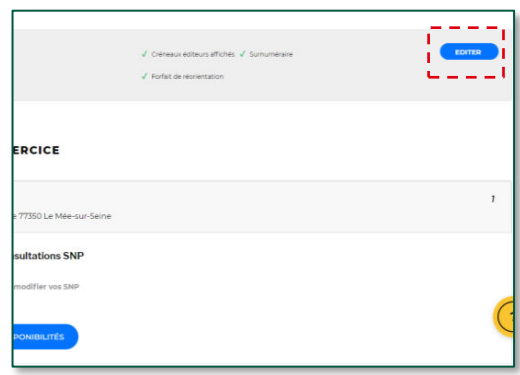 ✓ Créneaux éditeurs affichés ✓ Surnuméraire
EDITER
✓ Forfait de réorientation
ERCICE
1
e 77350 Le Mée-sur-Seine
sultations SNP
modifier vos SNP
PONIBILITÉS